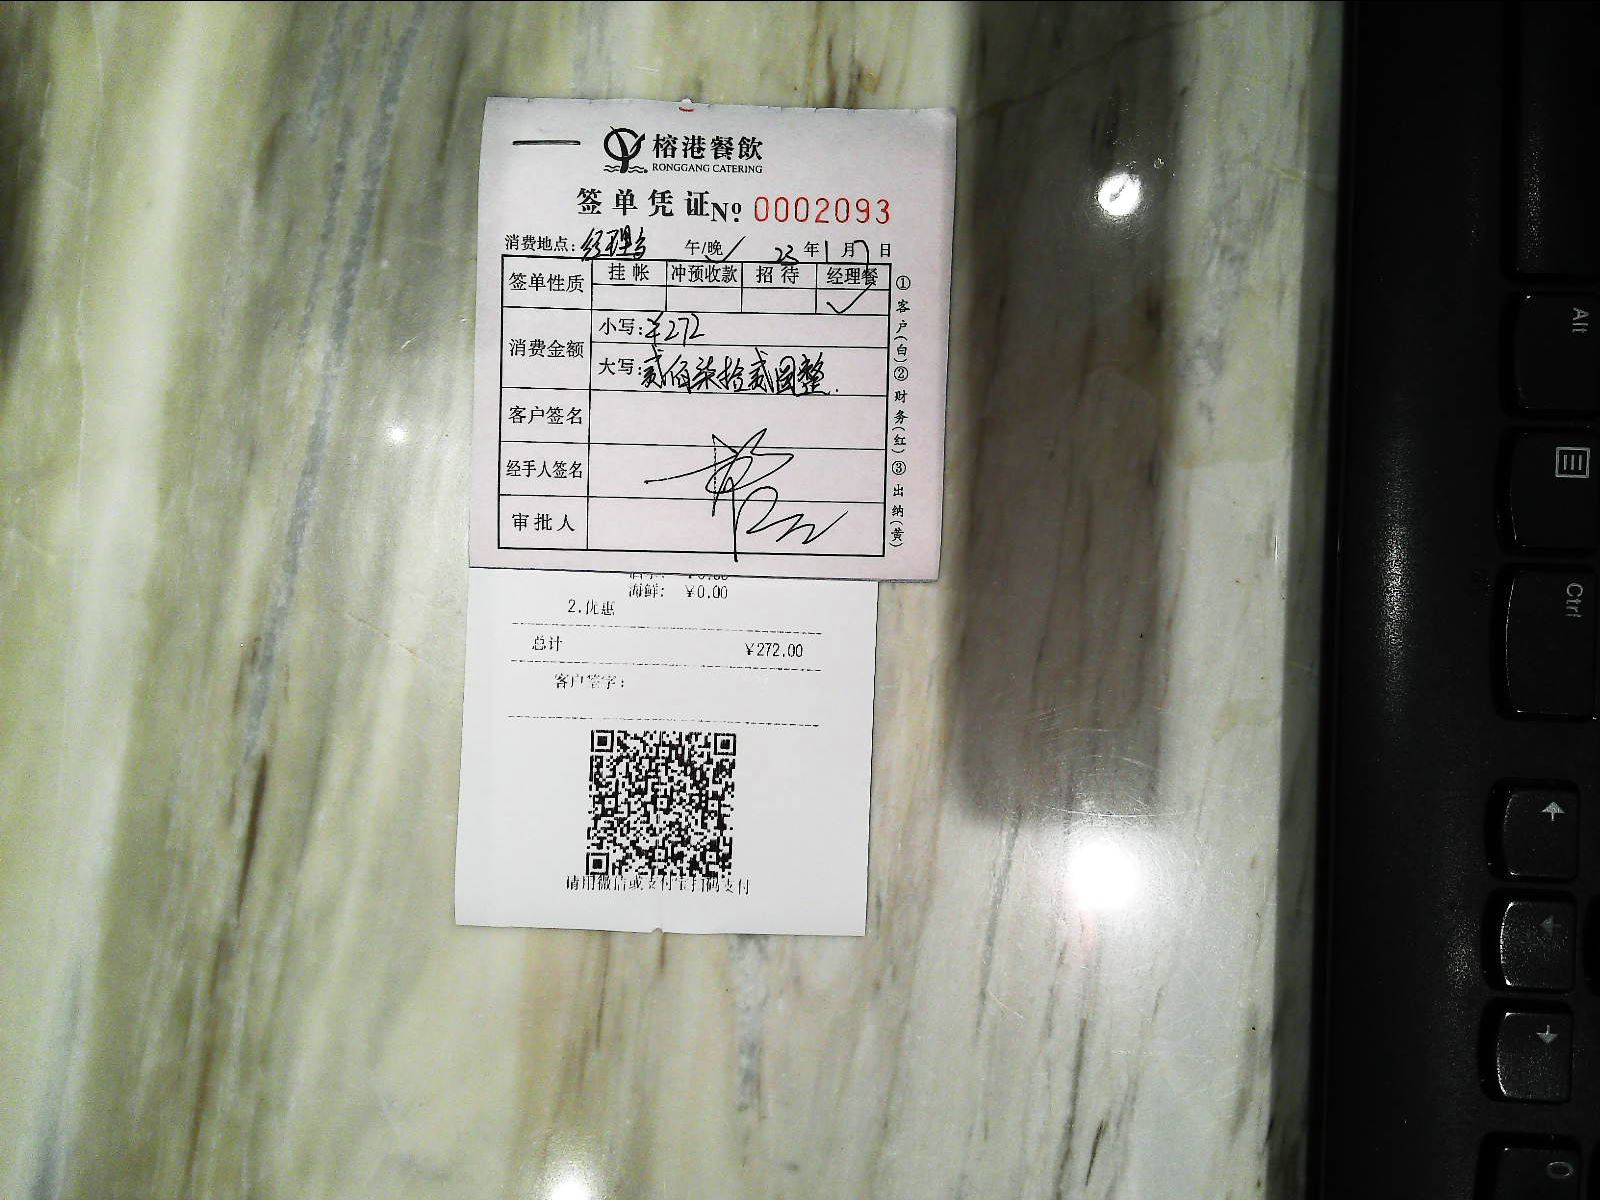 榕港餐飲
RONGGANG CATERING
签单凭证 № 0002093
消费地点: 经理 午/晚 ✓ 23 年 1 月 7 日
签单性质 挂帐 冲预收款 招待 经理餐
✓
消费金额 小写: ¥272
大写: 贰佰柒拾贰圆整.
客户签名
经手人签名
审批人
①客户(白)②财务(红)③出纳(黄)
海鲜: ¥0.00
2.优惠
总计 ¥272.00
客户签字:
请用微信或支付宝扫码支付
Alt
Ctrl
0